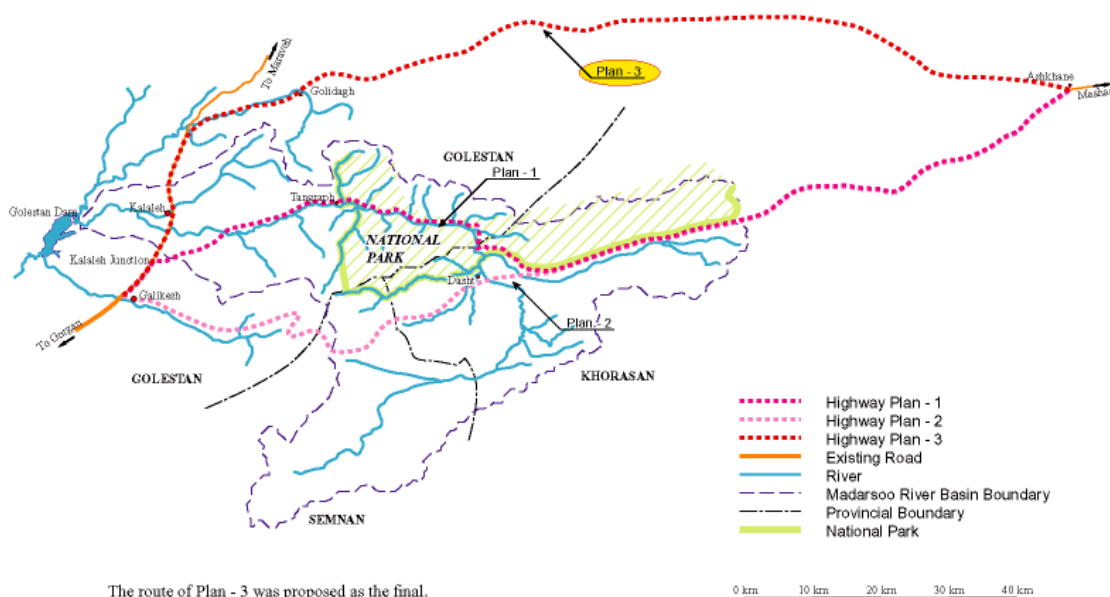 To Maraveh
Plan - 3
Ashkhane
Mashad
Golidagh
GOLESTAN
Plan - 1
Tangraph
Kalaleh
Golestan Dam
NATIONAL
PARK
Kalaleh Junction
Dasht
Galikesh
Plan - 2
To Gorgan
GOLESTAN
KHORASAN
SEMNAN
Highway Plan - 1
Highway Plan - 2
Highway Plan - 3
Existing Road
River
Madarsoo River Basin Boundary
Provincial Boundary
National Park
The route of Plan - 3 was proposed as the final.
0 km 10 km 20 km 30 km 40 km